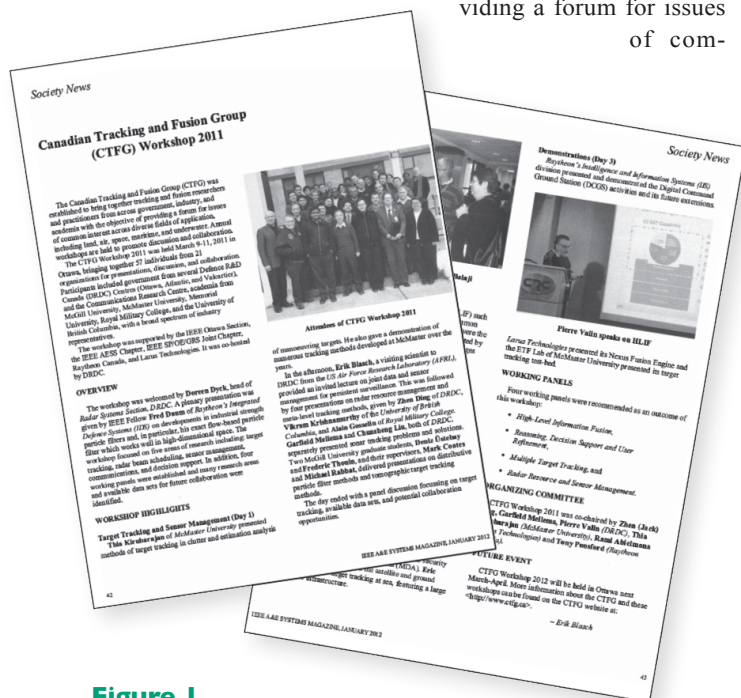 viding a forum for issues
of com-
Society News
Canadian Tracking and Fusion Group
(CTFG) Workshop 2011
The Canadian Tracking and Fusion Group (CTFG) was
established to bring together tracking and fusion researchers
and practitioners from across government, industry, and
academia with the objective of providing a forum for issues
of common interest across diverse fields of application,
including land, air, space, maritime, and underwater. Annual
workshops are held to promote discussion and collaboration.
The CTFG Workshop 2011 was held March 9-11, 2011 in
Ottawa, bringing together 57 individuals from 21
organizations for presentations, discussion, and collaboration
Participants included government from several Defence R&D
Canada (DRDC) Centres (Ottawa, Atlantic, and Valcartier),
and the Communications Research Centre, academia from
McGill University, McMaster University, Memorial
University, Royal Military College, and the University of
British Columbia, with a broad spectrum of industry
representatives.
The workshop was supported by the IEEE Ottawa Section,
the IEEE AESS Chapter, IEEE SP/OE/GRS Joint Chapter,
Raytheon Canada, and Larus Technologies. It was co-hosted
by DRDC.
OVERVIEW
The workshop was welcomed by Doreen Dyck, head of
Radar Systems Section, DRDC. A plenary presentation was
given by IEEE Fellow Fred Daum of Raytheon's Integrated
Defence Systems (IDS) on developments in industrial strength
particle filters and, in particular, his exact flow-based particle
filter which works well in high-dimensional space. The
workshop focused on five areas of research including: target
tracking, radar beam scheduling, sensor management,
communications, and decision support. In addition, four
working panels were established and many research areas
and available data sets for future collaboration were
identified.
WORKSHOP HIGHLIGHTS
Target Tracking and Sensor Management (Day 1)
Thia Kirubarajan of McMaster University presented
methods of target tracking in clutter and estimation analysis
42
Attendees of CTFG Workshop 2011
of manoeuvring targets. He also gave a demonstration of
numerous tracking methods developed at McMaster over the
years.
In the afternoon, Erik Blasch, a visiting scientist to
DRDC from the US Air Force Research Laboratory (AFRL),
provided an invited lecture on joint data and sensor
management for persistent surveillance. This was followed
by four presentations on radar resource management and
meta-level tracking methods, given by Zhen Ding of DRDC,
Vikram Krishnamurthy of the University of British
Columbia, and Alain Gosselin of Royal Military College.
Garfield Mellema and Chunsheng Liu, both of DRDC,
separately presented sonar tracking problems and solutions.
Two McGill University graduate students, Deniz Üstebay
and Frederic Thouin, and their supervisors, Mark Coates
and Michael Rabbat, delivered presentations on distributive
particle filter methods and tomographic target tracking
methods.
The day ended with a panel discussion focusing on target
tracking, available data sets, and potential collaboration
opportunities.
IEEE A&E SYSTEMS MAGAZINE, JANUARY 2012
Society News
Balaji
LIF) such
mon
were the
ted by
security
(MDA). Eric
the satellite and ground
target tracking at sea, featuring a large
infrastructure.
IEEE A&E SYSTEMS MAGAZINE, JANUARY 2012
Demonstrations (Day 3)
Raytheon's Intelligence and Information Systems (IIS)
division presented and demonstrated the Digital Command
Ground Station (DCGS) activities and its future extensions.
CRC
Pierre Valin speaks on HLIF
Larus Technologies presented its Nexus Fusion Engine and
the ETF Lab of McMaster University presented its target
tracking test-bed.
WORKING PANELS
Four working panels were recommended as an outcome of
this workshop:
• High-Level Information Fusion,
• Reasoning, Decision Support and User
Refinement,
• Multiple Target Tracking, and
• Radar Resource and Sensor Management.
ORGANIZING COMMITTEE
CTFG Workshop 2011 was co-chaired by Zhen (Jack)
g, Garfield Mellema, Pierre Valin (DRDC), Thia
ubarajan (McMaster University), Rami Abielmona
s Technologies) and Tony Ponsford (Raytheon
FUTURE EVENT
CTFG Workshop 2012 will be held in Ottawa next
March-April. More information about the CTFG and these
workshops can be found on the CTFG website at:
<http://www.ctfg.ca>.
– Erik Blasch
43
Figure 1.